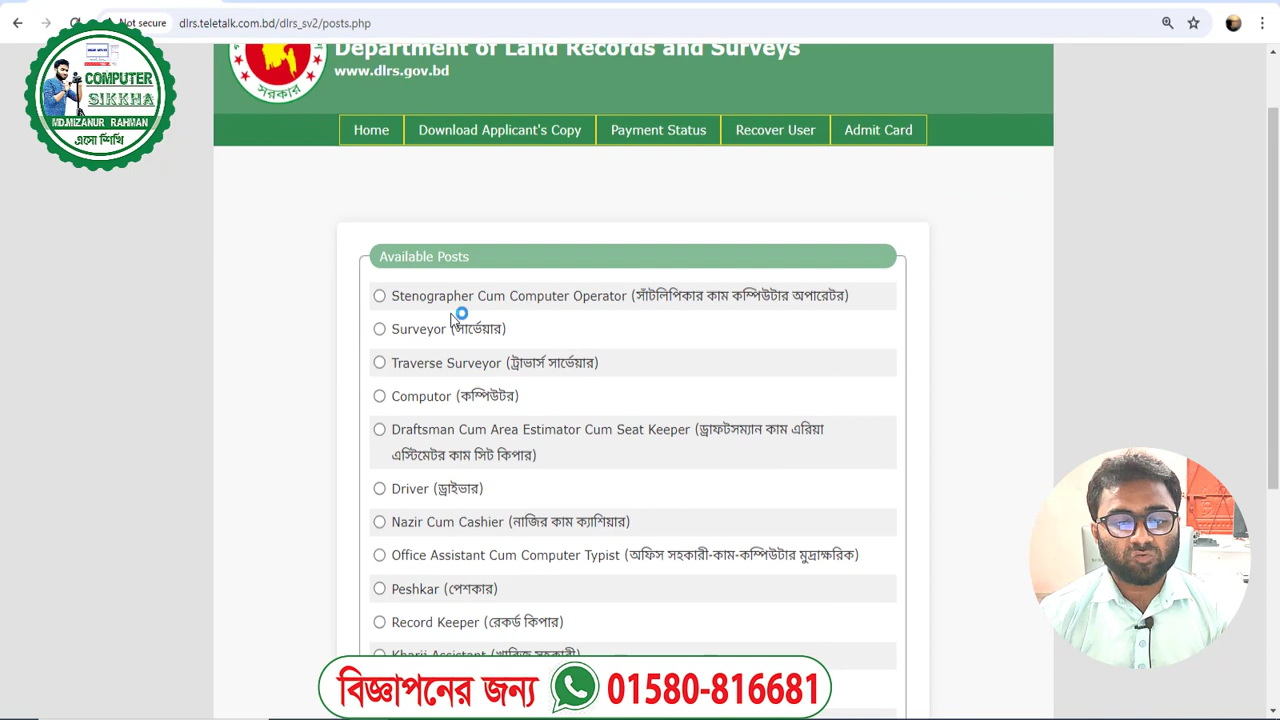 Not secure
dlrs.teletalk.com.bd/dlrs_sv2/posts.php
Department of Land Records and Surveys
www.dlrs.gov.bd
সরকার
COMPUTER
SIKKHA
MD.MIZANUR RAHMAN
এসো শিখি
Home
Download Applicant's Copy
Payment Status
Recover User
Admit Card
Available Posts
Stenographer Cum Computer Operator (সাঁটলিপিকার কাম কম্পিউটার অপারেটর)
Surveyor (সার্ভেয়ার)
Traverse Surveyor (ট্রাভার্স সার্ভেয়ার)
Computor (কম্পিউটর)
Draftsman Cum Area Estimator Cum Seat Keeper (ড্রাফটসম্যান কাম এরিয়া
এস্টিমেটর কাম সিট কিপার)
Driver (ড্রাইভার)
Nazir Cum Cashier (নাজির কাম ক্যাশিয়ার)
Office Assistant Cum Computer Typist (অফিস সহকারী-কাম-কম্পিউটার মুদ্রাক্ষরিক)
Peshkar (পেশকার)
Record Keeper (রেকর্ড কিপার)
Kharij Assistant (খারিজ সহকারী)
বিজ্ঞাপনের জন্য 01580-816681